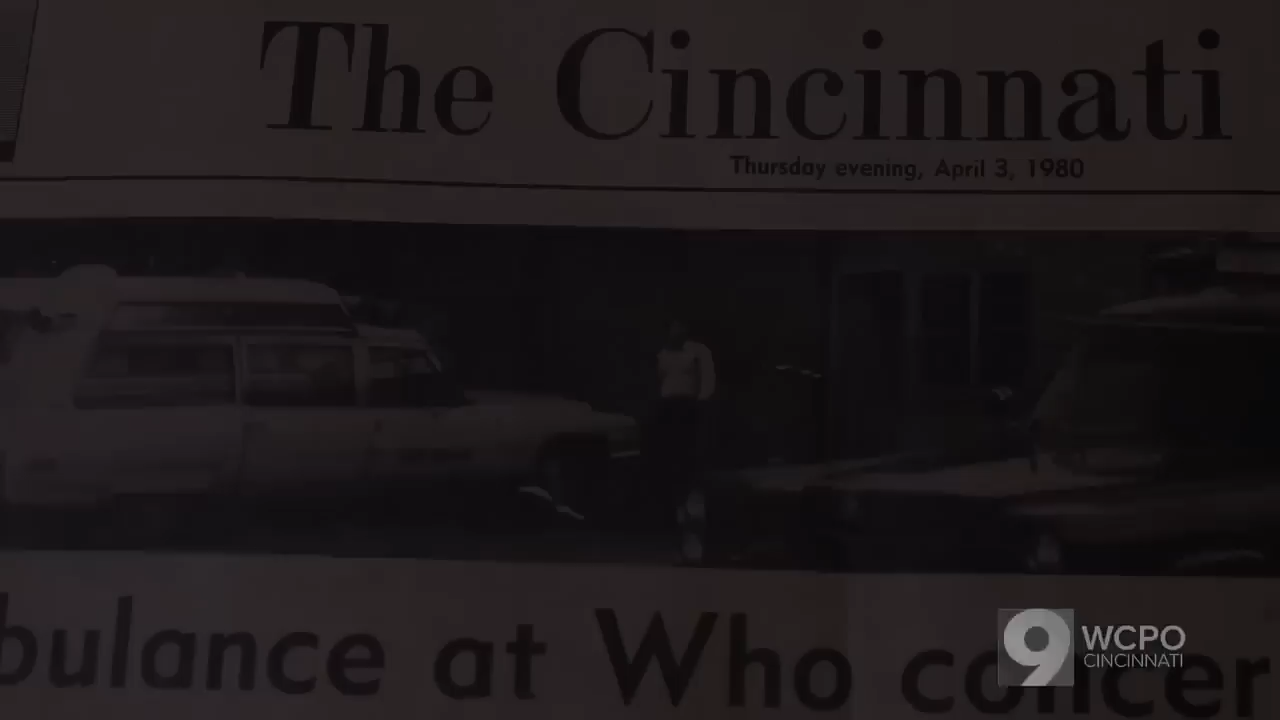 The Cincinnati
Thursday evening, April 3, 1980
bulance at Who concer
9 WCPO
CINCINNATI